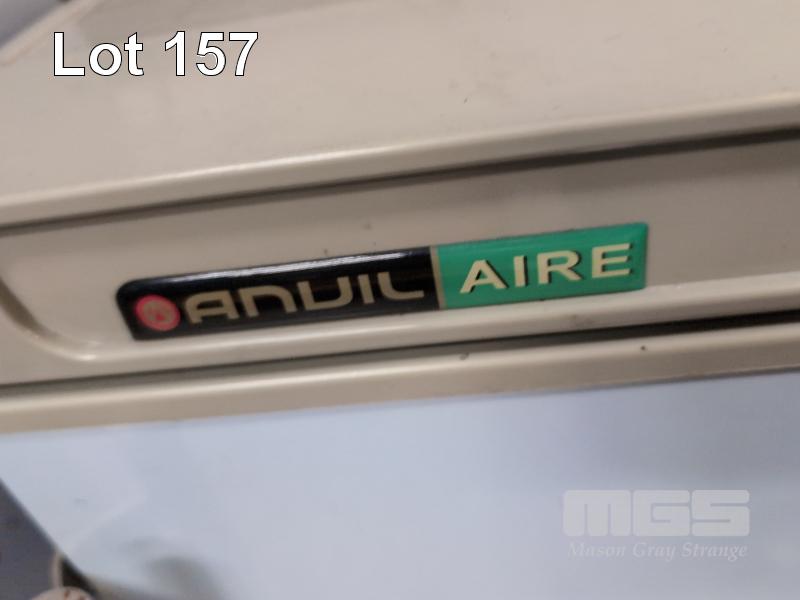 Lot 157
ANVIL AIRE
MGS
Mason Gray Strange